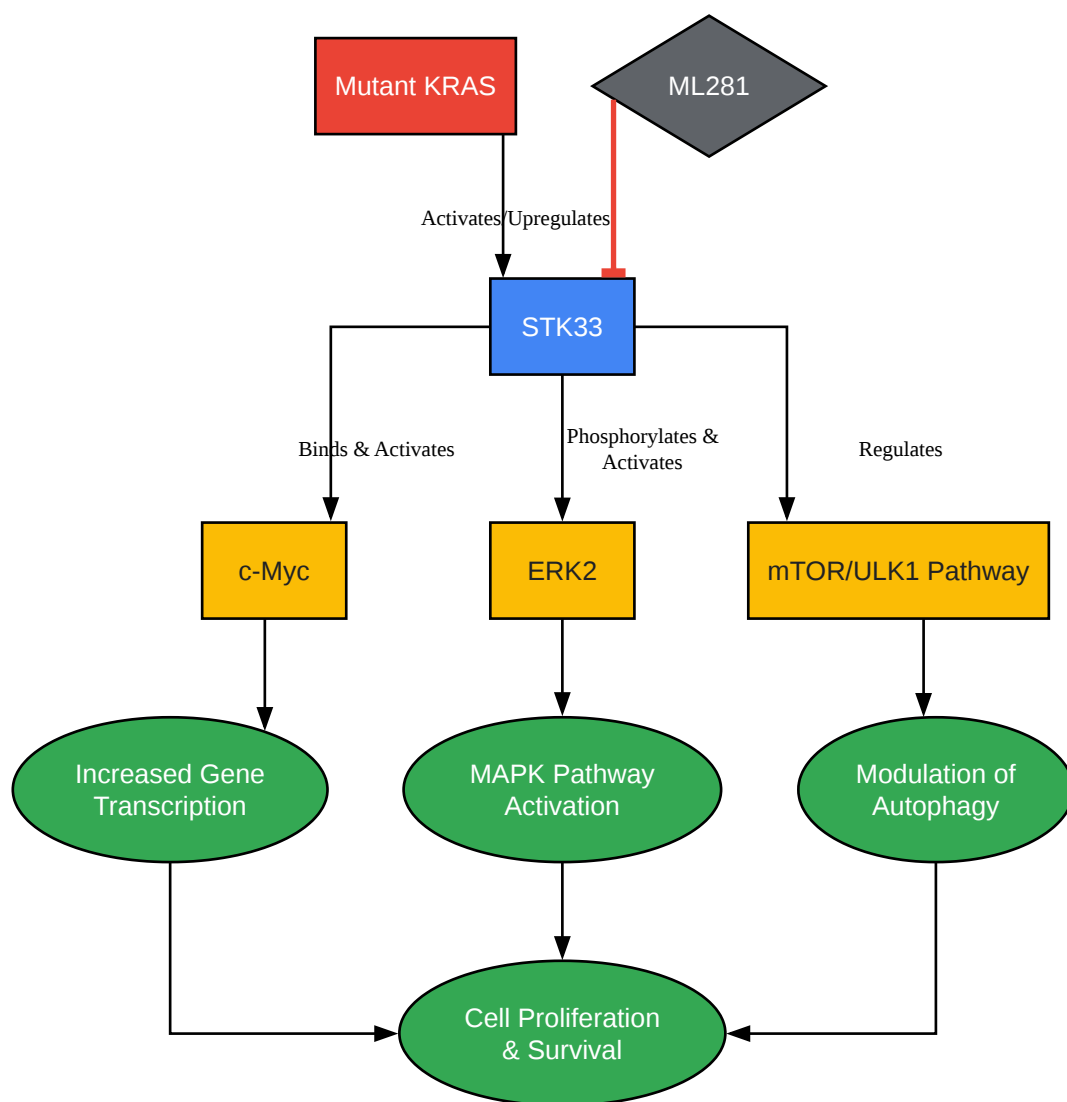 Mutant KRAS
ML281
Activates/Upregulates
STK33
Binds & Activates
Phosphorylates &
Activates
Regulates
c-Myc
ERK2
mTOR/ULK1 Pathway
Increased Gene
Transcription
MAPK Pathway
Activation
Modulation of
Autophagy
Cell Proliferation
& Survival